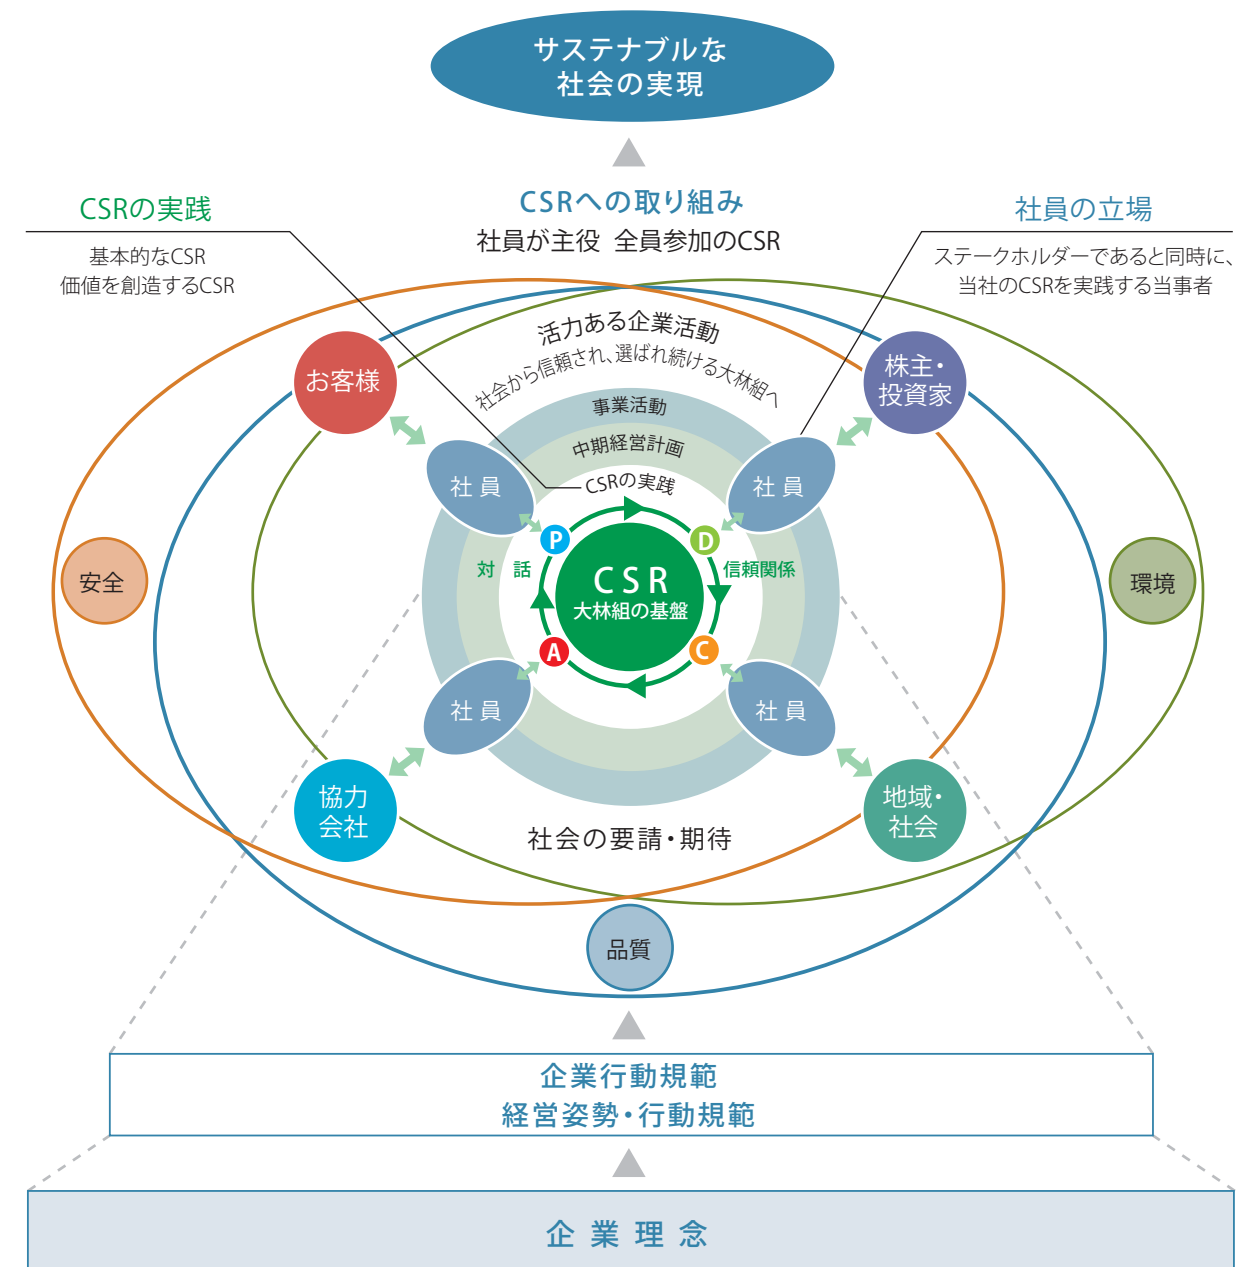 サステナブルな
社会の実現
CSRへの取り組み
社員が主役 全員参加のCSR
CSRの実践
基本的なCSR
価値を創造するCSR
社員の立場
ステークホルダーであると同時に、
当社のCSRを実践する当事者
活力ある企業活動
社会から信頼され、選ばれ続ける大林組へ
お客様
株主・
投資家
事業活動
中期経営計画
CSRの実践
社員
社員
P
D
対話
信頼関係
CSR
大林組の基盤
安全
環境
A
C
社員
社員
協力
会社
地域・
社会
社会の要請・期待
品質
企業行動規範
経営姿勢・行動規範
企業理念